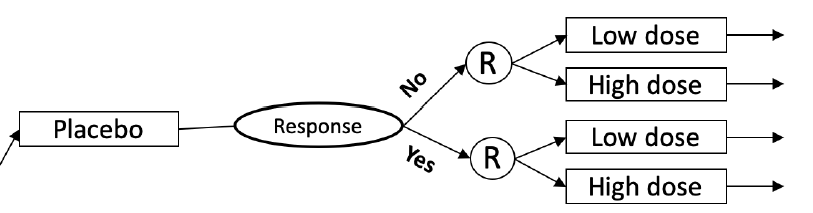 Placebo
Response
No
Yes
R
Low dose
High dose
R
Low dose
High dose